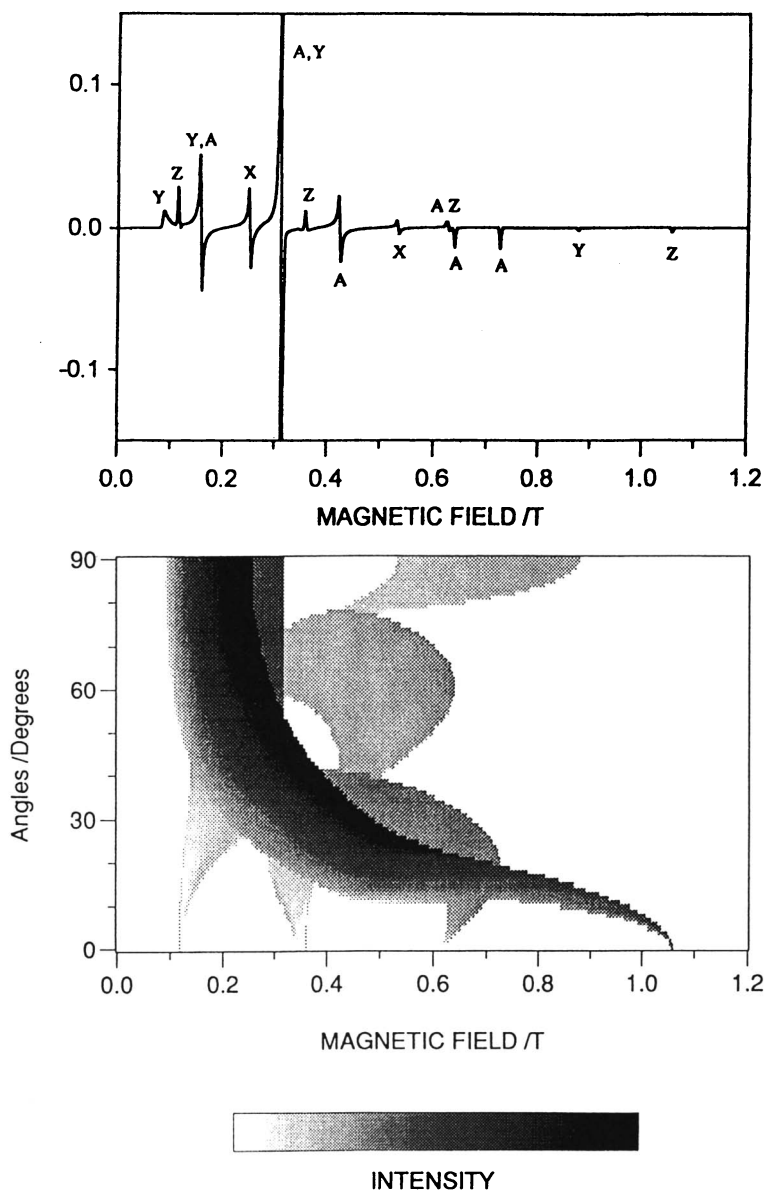 A,Y
0.1
Y,A
Z
X
Y
Z
A Z
0.0
A
X
A
A
Y
Z
-0.1
0.0 0.2 0.4 0.6 0.8 1.0 1.2
MAGNETIC FIELD /T
90
60
Angles /Degrees
30
0
0.0 0.2 0.4 0.6 0.8 1.0 1.2
MAGNETIC FIELD /T
INTENSITY